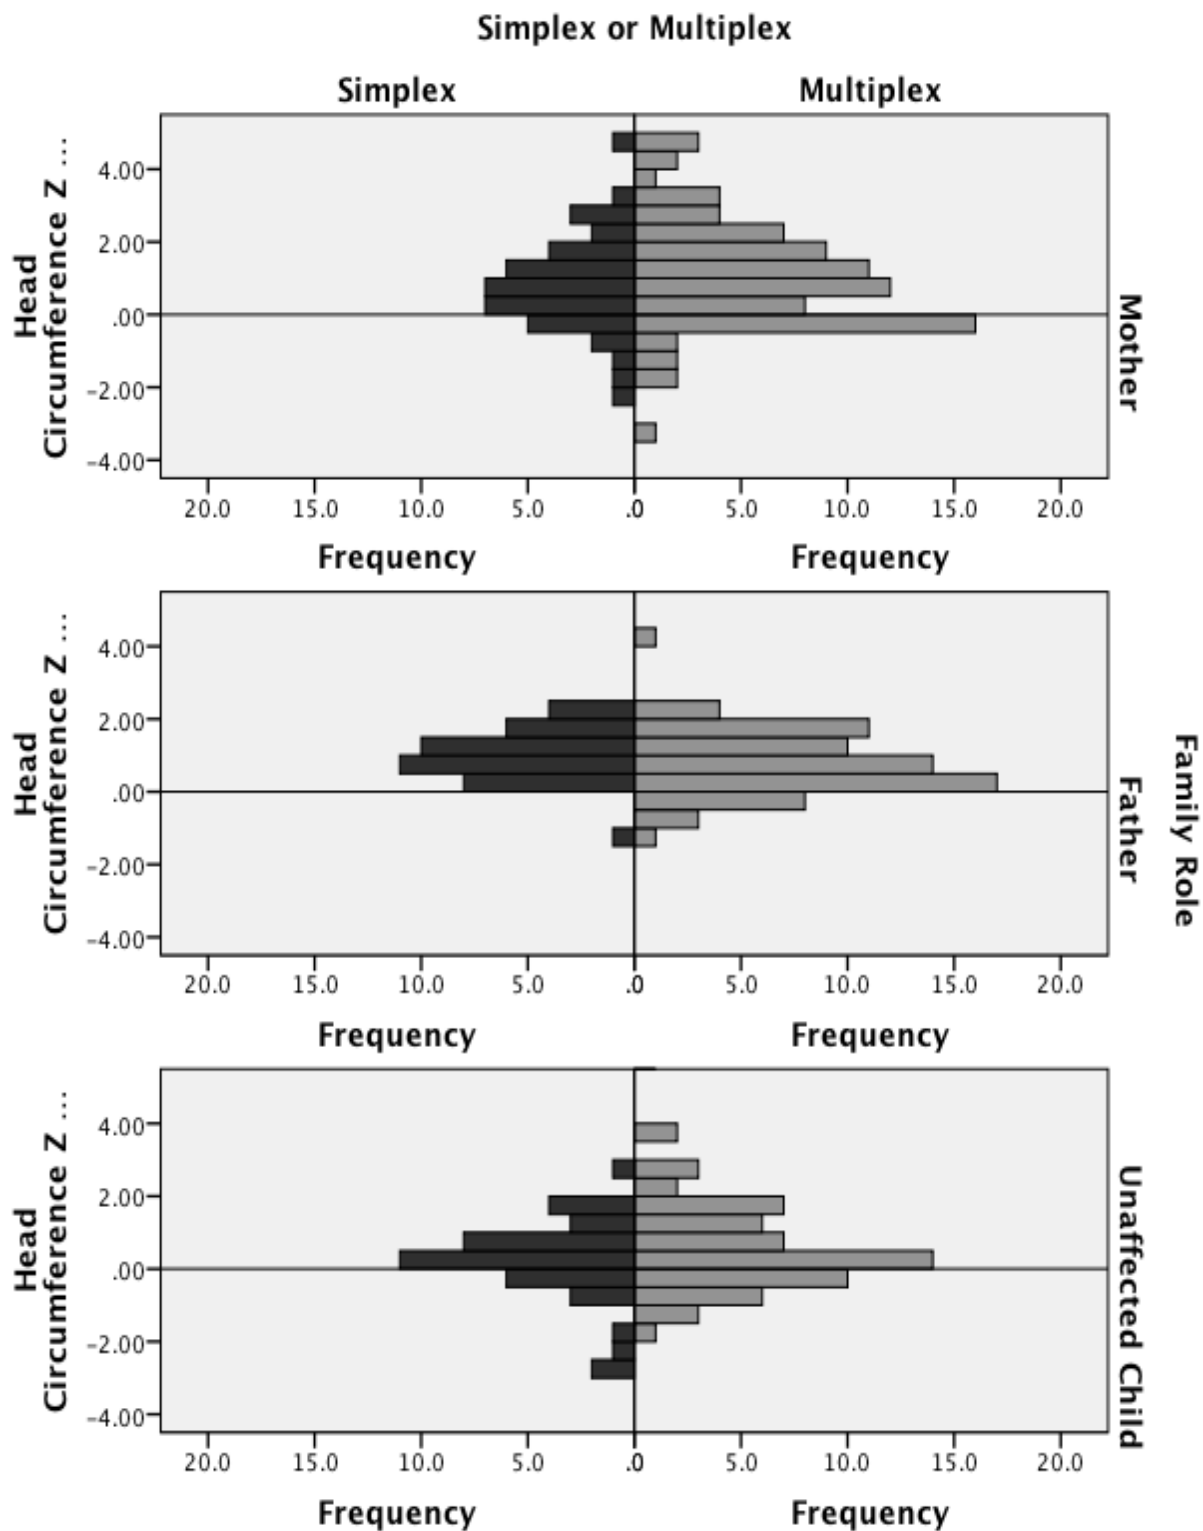 Simplex or Multiplex
Simplex Multiplex
Head
Circumference Z ...
4.00
2.00
.00
-2.00
-4.00
Mother
20.0 15.0 10.0 5.0 .0 5.0 10.0 15.0 20.0
Frequency Frequency
Head
Circumference Z ...
4.00
2.00
.00
-2.00
-4.00
Father
Family Role
20.0 15.0 10.0 5.0 .0 5.0 10.0 15.0 20.0
Frequency Frequency
Head
Circumference Z ...
4.00
2.00
.00
-2.00
-4.00
Unaffected Child
20.0 15.0 10.0 5.0 .0 5.0 10.0 15.0 20.0
Frequency Frequency